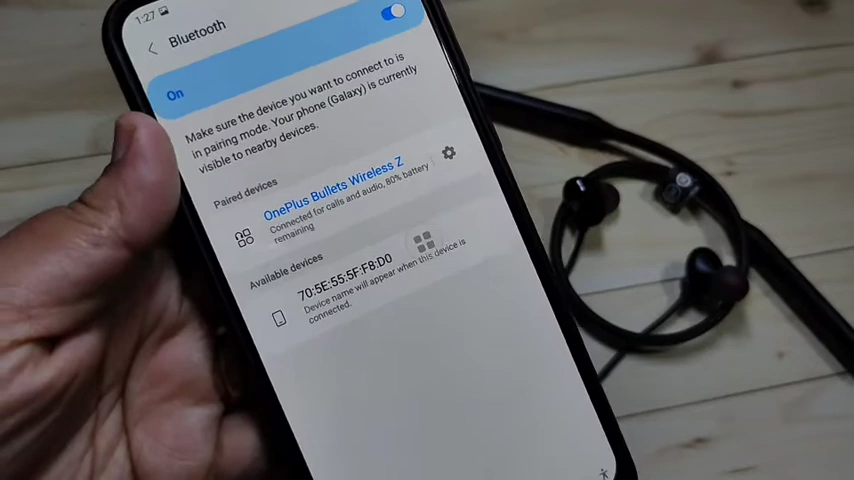 1:27
Bluetooth
On
Make sure the device you want to connect to is
in pairing mode. Your phone (Galaxy) is currently
visible to nearby devices.
Paired devices
OnePlus Bullets Wireless Z
Connected for calls and audio, 80% battery
remaining
Available devices
70:5E:55:5F:F8:D0
Device name will appear when this device is
connected.